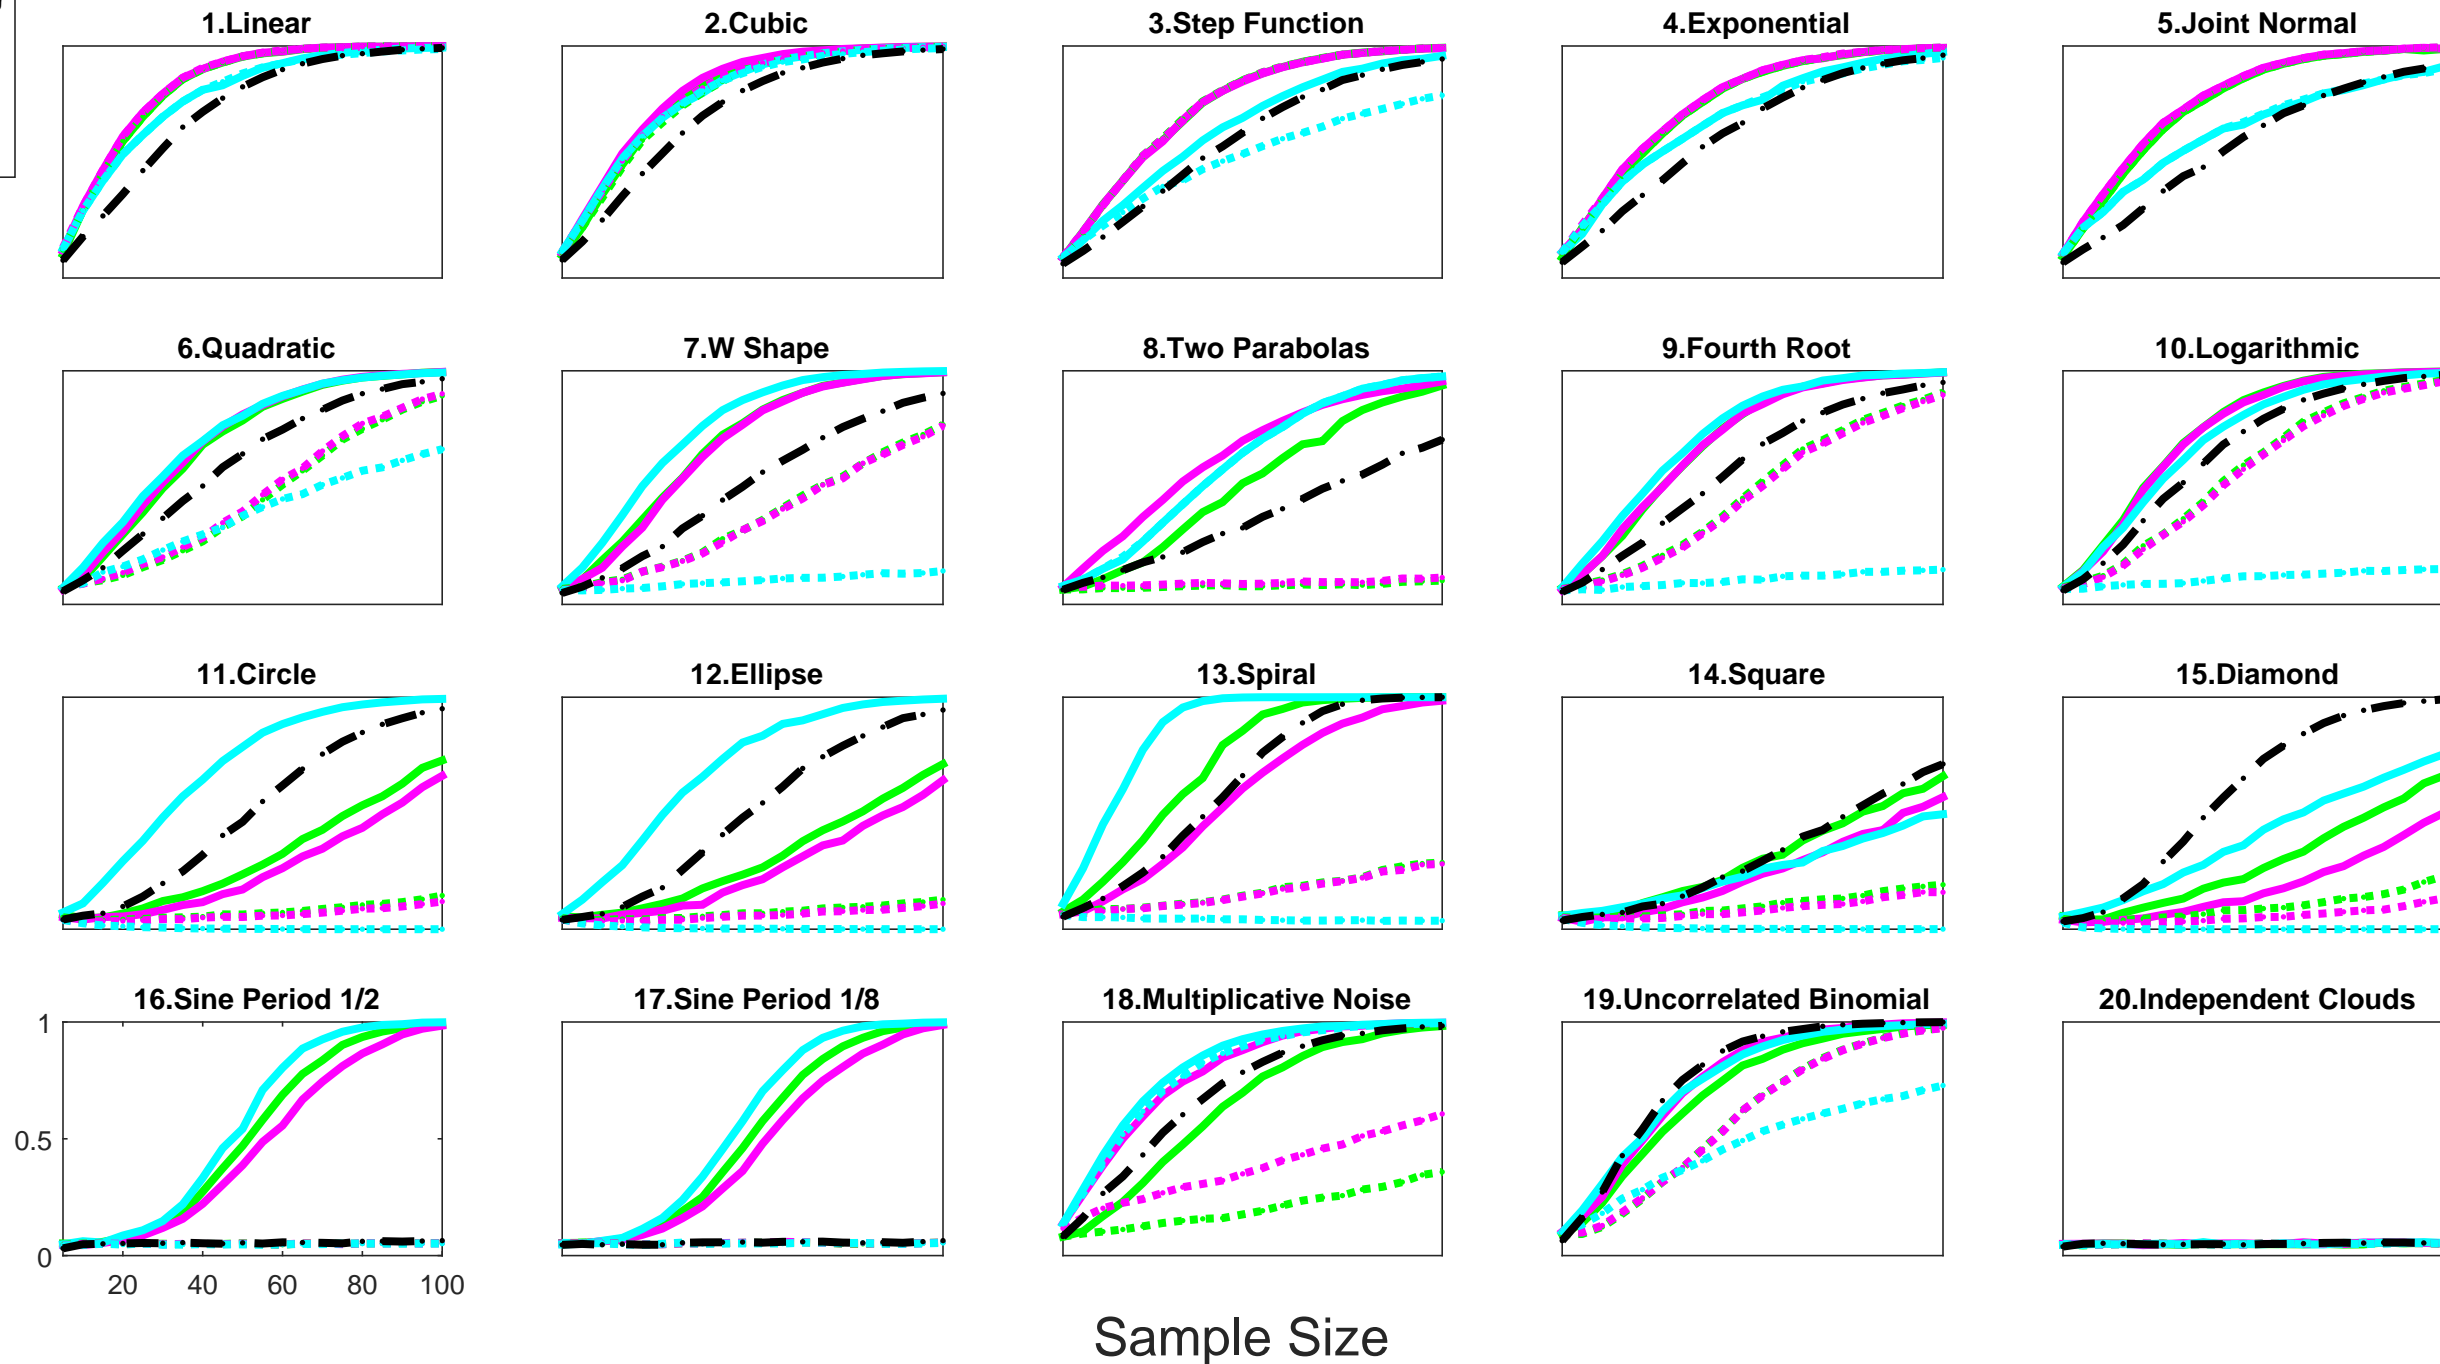 1.Linear
2.Cubic
3.Step Function
4.Exponential
5.Joint Normal
6.Quadratic
7.W Shape
8.Two Parabolas
9.Fourth Root
10.Logarithmic
11.Circle
12.Ellipse
13.Spiral
14.Square
15.Diamond
16.Sine Period 1/2
17.Sine Period 1/8
18.Multiplicative Noise
19.Uncorrelated Binomial
20.Independent Clouds
1
0.5
0
20 40 60 80 100
Sample Size